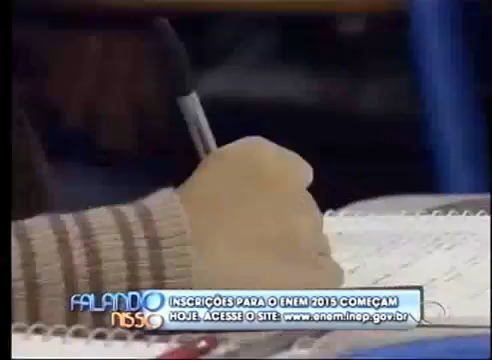 FALANDO
NISSO
INSCRIÇÕES PARA O ENEM 2015 COMEÇAM
HOJE. ACESSE O SITE: www.enem.inep.gov.br